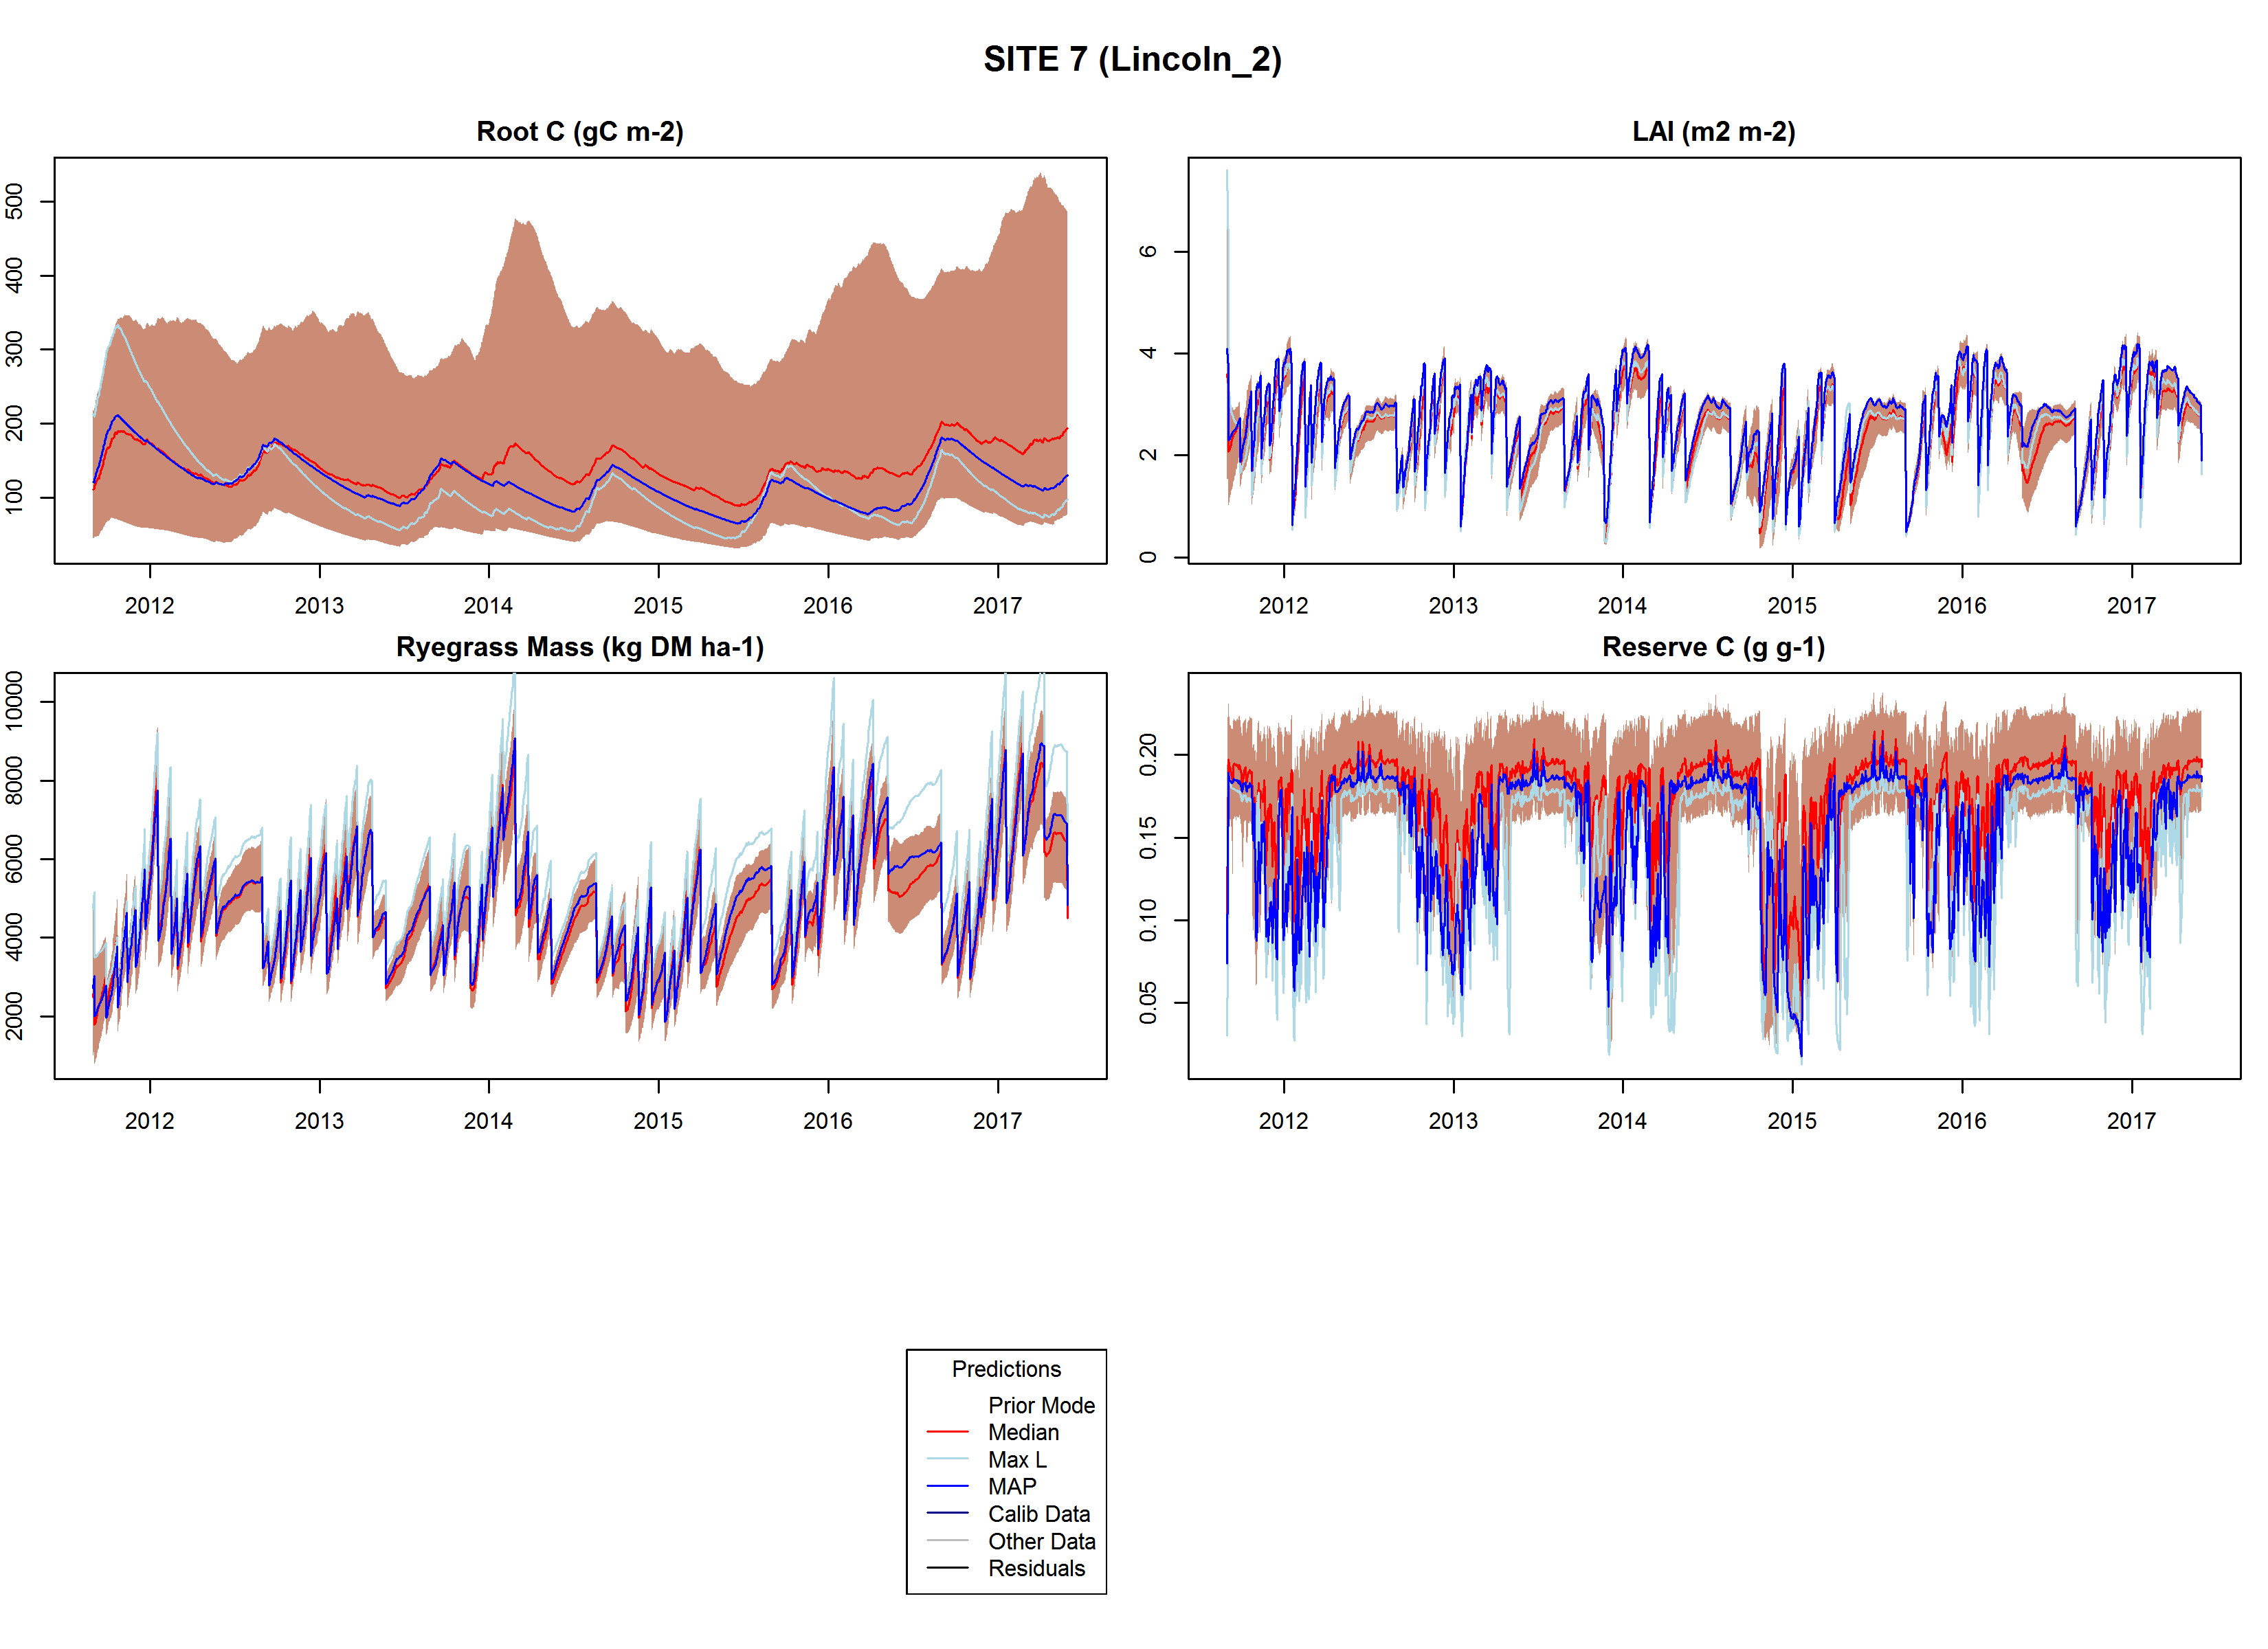 SITE 7 (Lincoln_2)
Root C (gC m-2)
500
400
300
200
100
2012 2013 2014 2015 2016 2017
LAI (m2 m-2)
6
4
2
0
2012 2013 2014 2015 2016 2017
Ryegrass Mass (kg DM ha-1)
10000
8000
6000
4000
2000
2012 2013 2014 2015 2016 2017
Reserve C (g g-1)
0.20
0.15
0.10
0.05
2012 2013 2014 2015 2016 2017
Predictions
Prior Mode
Median
Max L
MAP
Calib Data
Other Data
Residuals